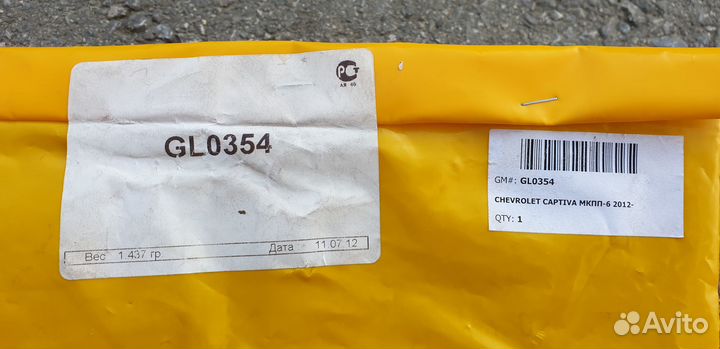 РСТ
АЯ 46
GL0354
Вес 1.437 гр Дата 11.07.12
GM#: GL0354
CHEVROLET CAPTIVA МКПП-6 2012-
QTY: 1
Avito